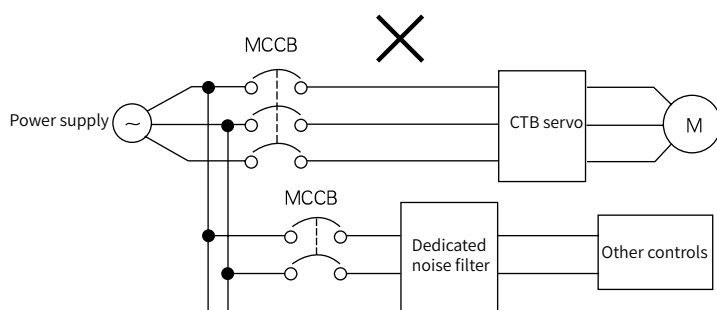 MCCB
Power supply
~
CTB servo
M
MCCB
Dedicated
noise filter
Other controls